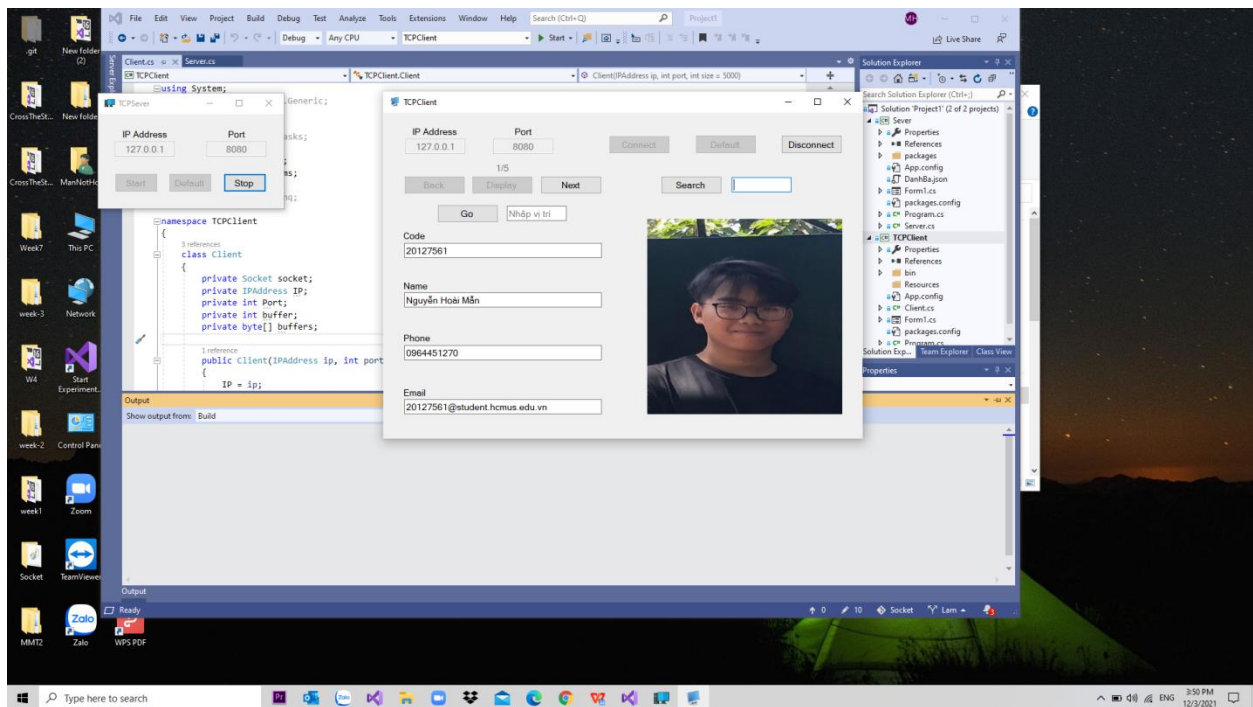 File Edit View Project Build Debug Test Analyze Tools Extensions Window Help Search (Ctrl+Q) Project1 MH
Debug Any CPU TCPClient Start Live Share
.git
New folder (2)
CrossTheSt...
New folde
CrossTheSt...
ManNotHo
Week7
This PC
week-3
Network
W4
Start Experiment.
week-2
Control Pan
week1
Zoom
Socket
TeamViewer
MMT2
Zalo
WPS PDF
Client.cs Server.cs
TCPClient TCPClient.Client Client(IPAddress ip, int port, int size = 5000)
using System;
.Generic;
asks;
;
ms;
nq;
namespace TCPClient
{
3 references
class Client
{
private Socket socket;
private IPAddress IP;
private int Port;
private int buffer;
private byte[] buffers;
1 reference
public Client(IPAddress ip, int port
{
IP = ip;
TCPSever
IP Address Port
127.0.0.1 8080
Start Default Stop
TCPClient
IP Address Port
127.0.0.1 8080 Connect Default Disconnect
1/5
Back Display Next Search
Go Nhập vị trí
Code
20127561
Name
Nguyễn Hoài Mẫn
Phone
0964451270
Email
20127561@student.hcmus.edu.vn
Solution Explorer
Search Solution Explorer (Ctrl+;)
Solution 'Project1' (2 of 2 projects)
Sever
Properties
References
packages
App.config
DanhBa.json
Form1.cs
packages.config
Program.cs
Server.cs
TCPClient
Properties
References
bin
Resources
App.config
Client.cs
Form1.cs
packages.config
Program.cs
Solution Exp... Team Explorer Class View
Properties
Output
Show output from: Build
Output
Ready 0 10 Socket Lam 3
Type here to search
ENG
3:50 PM
12/3/2021